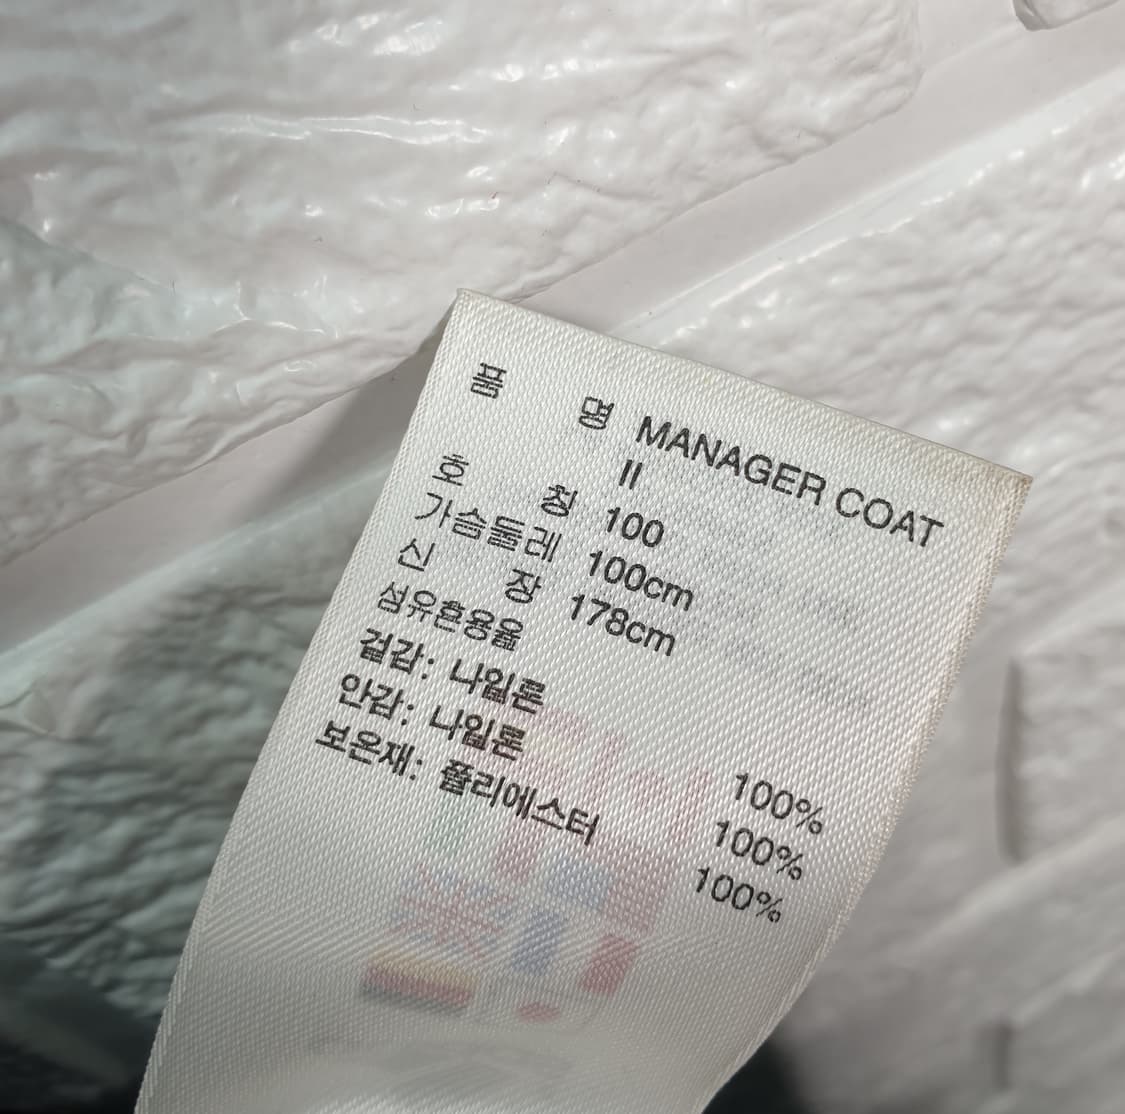 품 명 MANAGER COAT
II
호 칭 100
가슴둘레 100cm
신 장 178cm
섬유혼용율
겉감: 나일론 100%
안감: 나일론 100%
보온재: 폴리에스터 100%